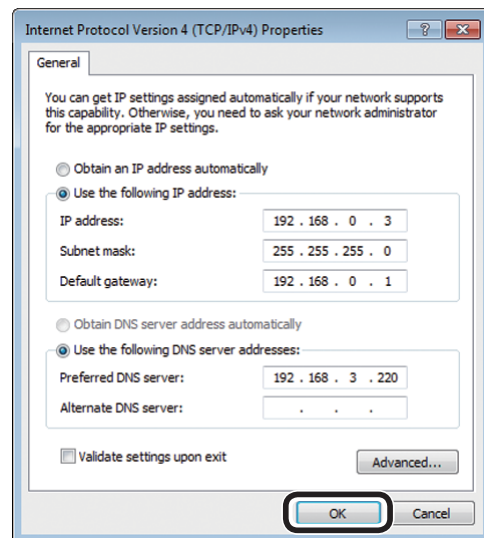 Internet Protocol Version 4 (TCP/IPv4) Properties
General
You can get IP settings assigned automatically if your network supports
this capability. Otherwise, you need to ask your network administrator
for the appropriate IP settings.
Obtain an IP address automatically
Use the following IP address:
IP address: 192 . 168 . 0 . 3
Subnet mask: 255 . 255 . 255 . 0
Default gateway: 192 . 168 . 0 . 1
Obtain DNS server address automatically
Use the following DNS server addresses:
Preferred DNS server: 192 . 168 . 3 . 220
Alternate DNS server: . . .
Validate settings upon exit
Advanced...
OK Cancel